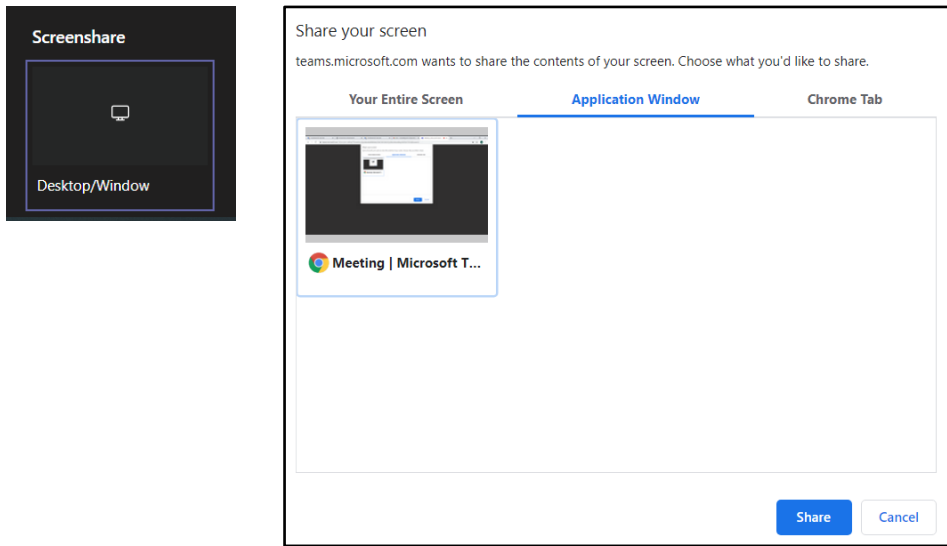 Screenshare
Desktop/Window
Share your screen
teams.microsoft.com wants to share the contents of your screen. Choose what you'd like to share.
Your Entire Screen Application Window Chrome Tab
Meeting | Microsoft T...
Share Cancel